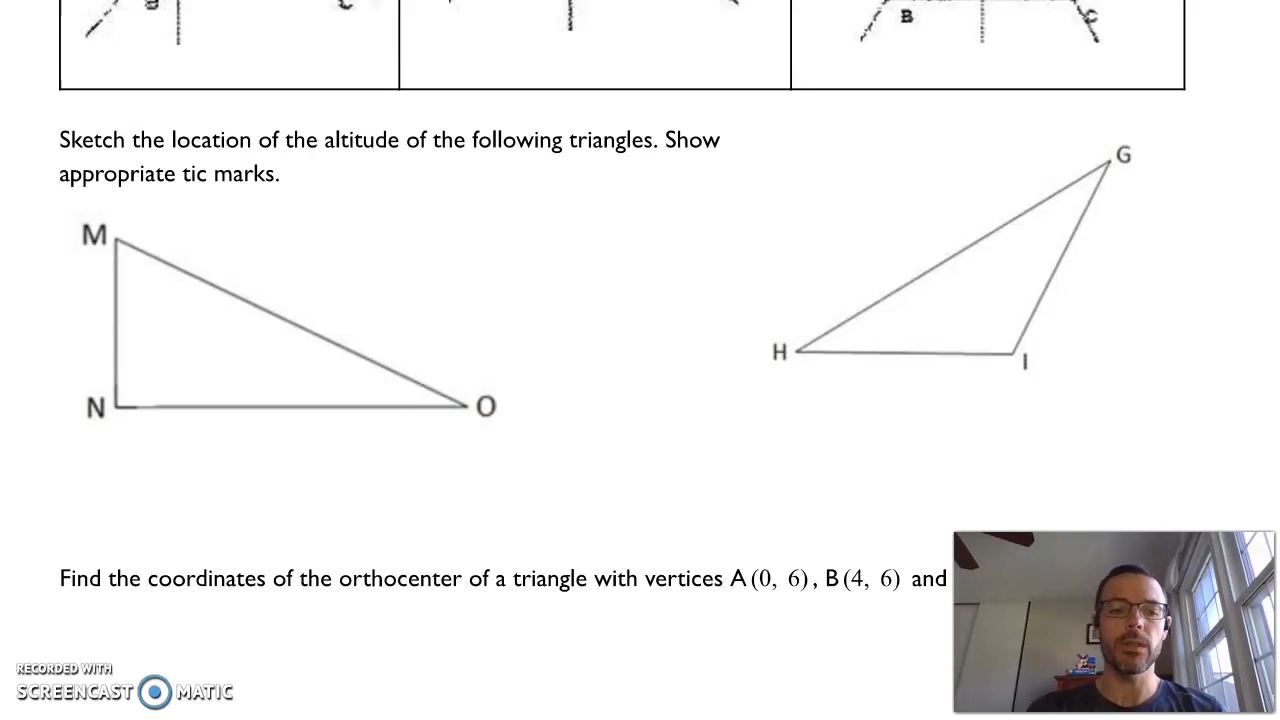 B
C
B
C
Sketch the location of the altitude of the following triangles. Show
appropriate tic marks.
G
M
H
I
N
O
Find the coordinates of the orthocenter of a triangle with vertices A (0, 6) , B (4, 6) and
RECORDED WITH
SCREENCAST MATIC